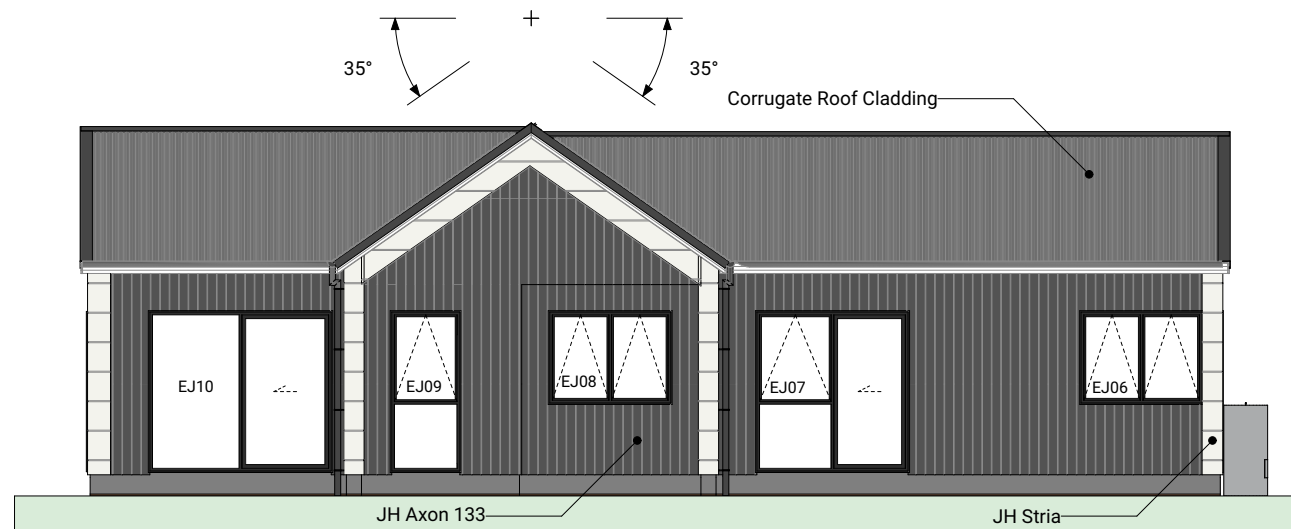 35°
35°
Corrugate Roof Cladding
EJ10
EJ09
EJ08
EJ07
EJ06
JH Axon 133
JH Stria